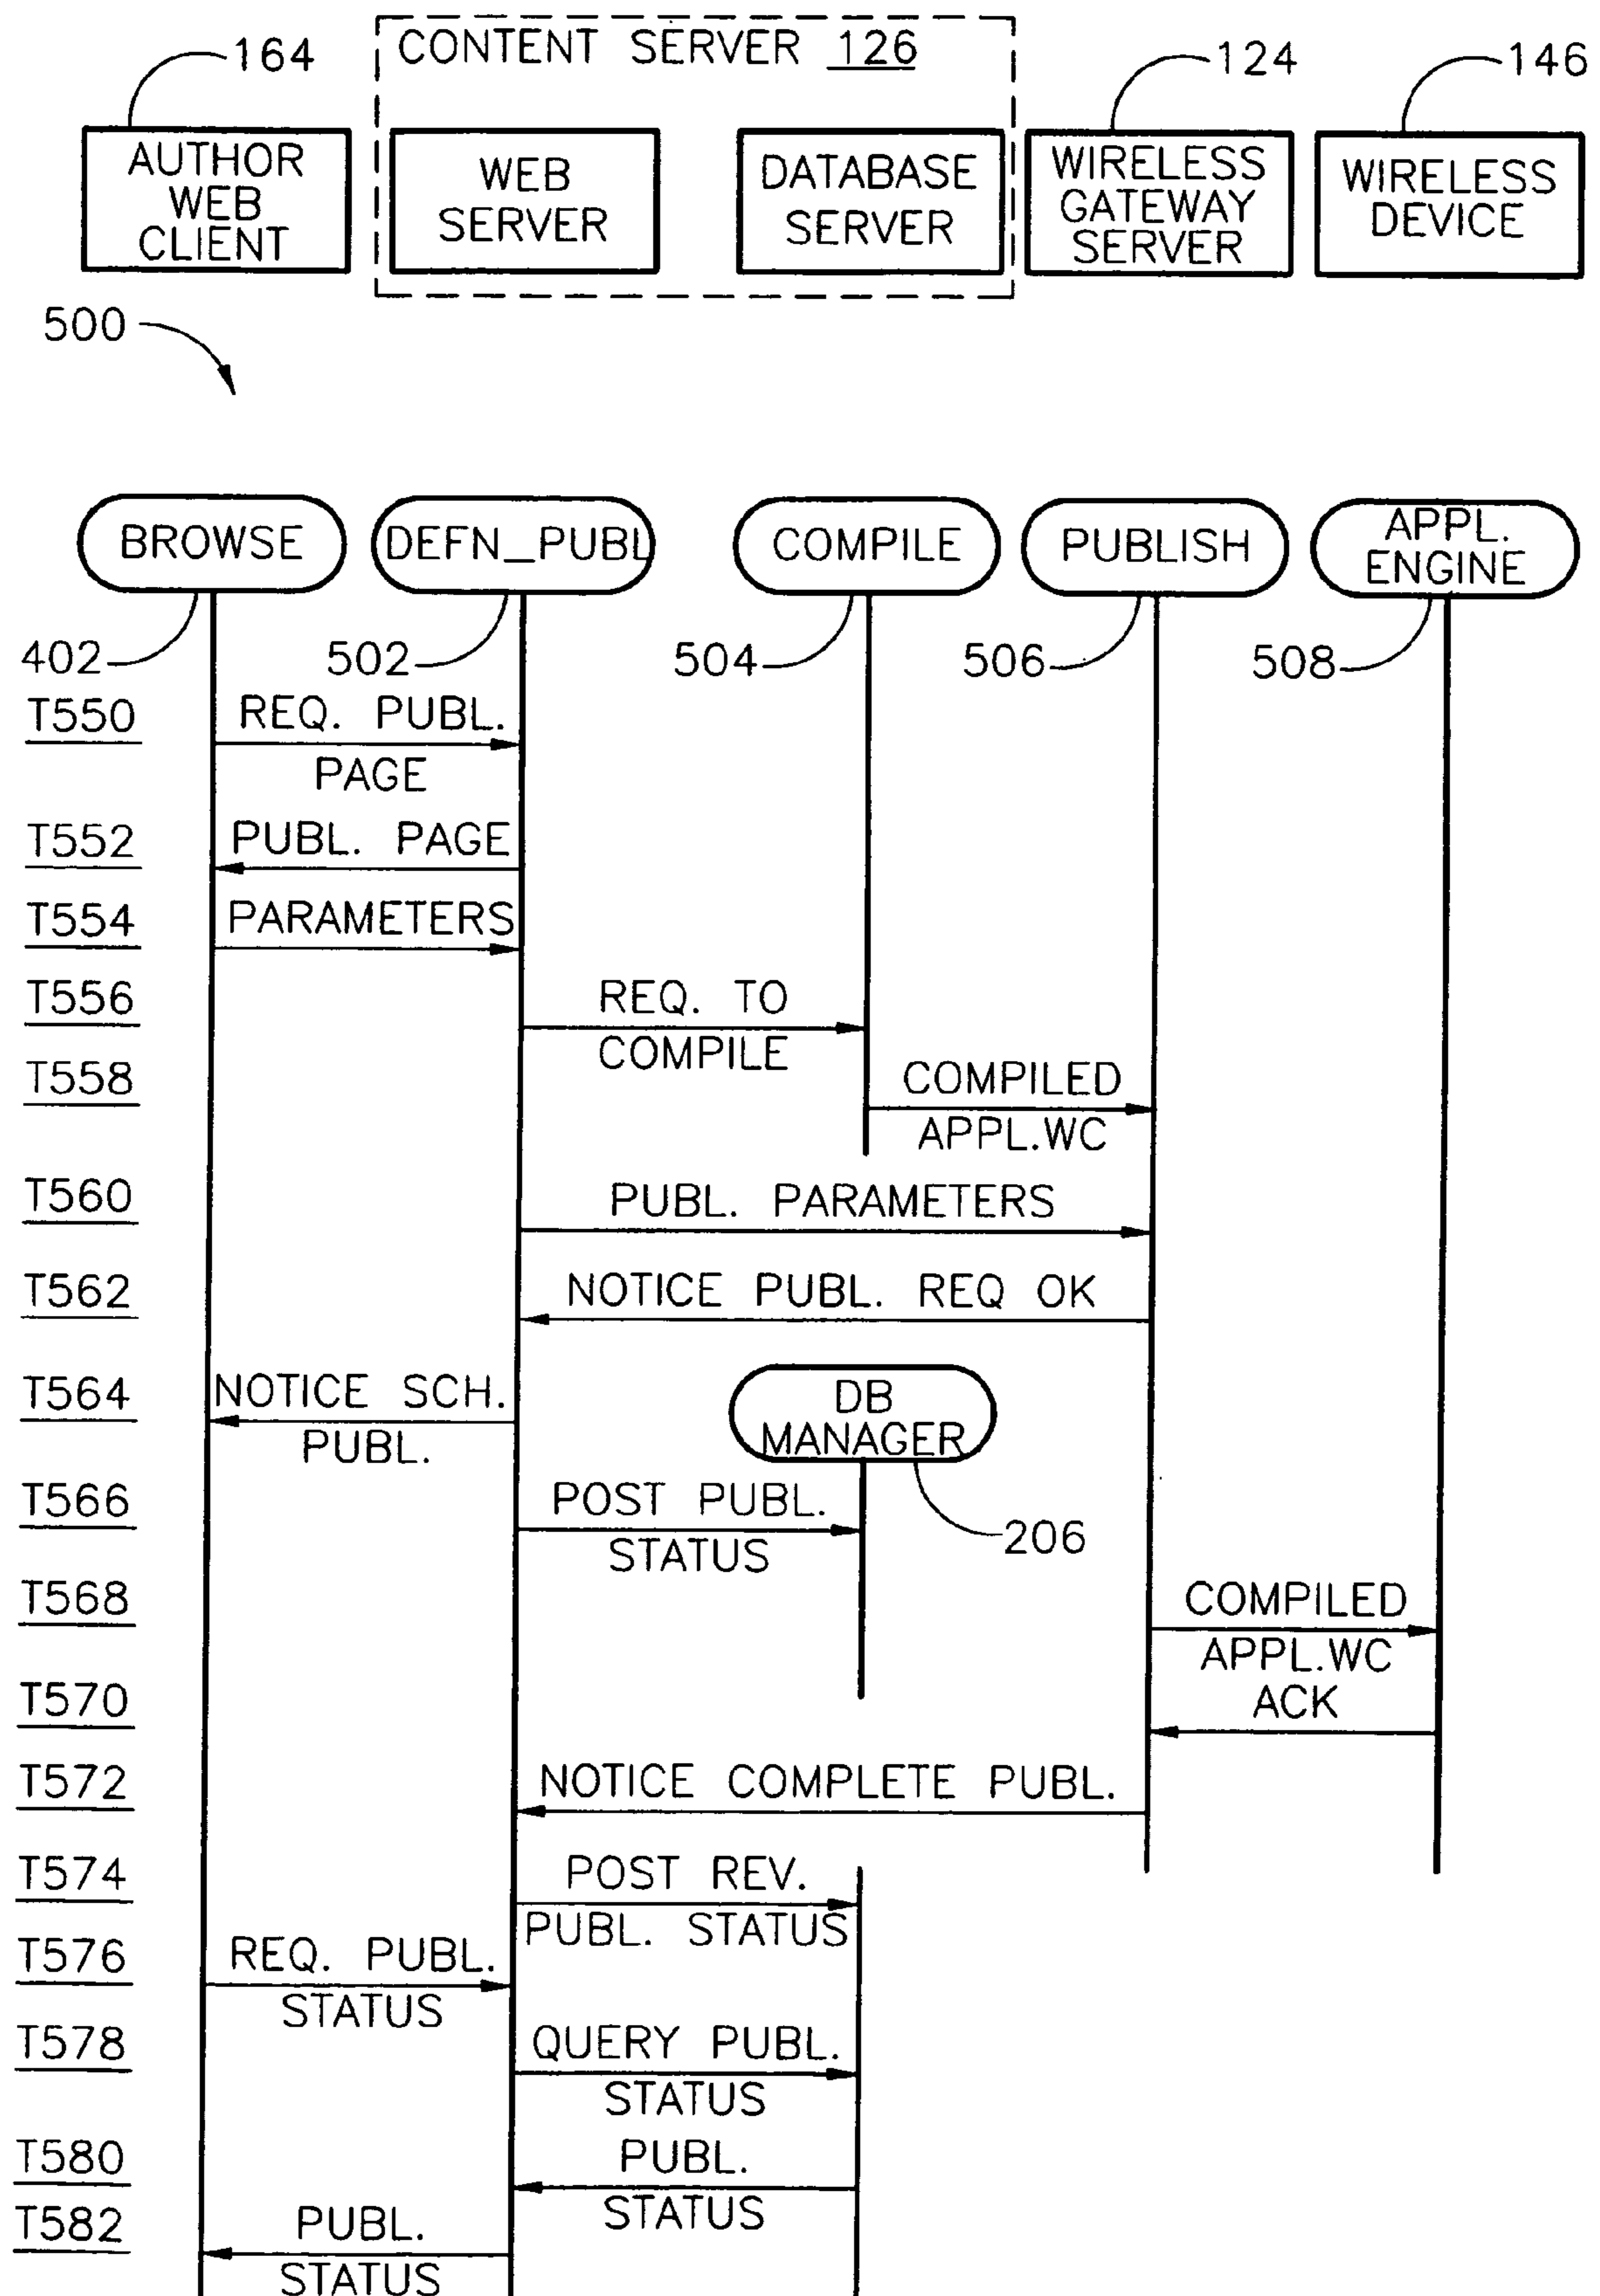 164
CONTENT SERVER 126
124
146
AUTHOR
WEB
CLIENT
WEB
SERVER
DATABASE
SERVER
WIRELESS
GATEWAY
SERVER
WIRELESS
DEVICE
500
BROWSE
DEFN_PUBL
COMPILE
PUBLISH
APPL.
ENGINE
402
502
504
506
508
T550
REQ. PUBL.
PAGE
T552
PUBL. PAGE
T554
PARAMETERS
T556
REQ. TO
COMPILE
T558
COMPILED
APPL.WC
T560
PUBL. PARAMETERS
T562
NOTICE PUBL. REQ OK
T564
NOTICE SCH.
PUBL.
DB
MANAGER
T566
POST PUBL.
STATUS
206
T568
COMPILED
APPL.WC
T570
ACK
T572
NOTICE COMPLETE PUBL.
T574
POST REV.
PUBL. STATUS
T576
REQ. PUBL.
STATUS
T578
QUERY PUBL.
STATUS
T580
PUBL.
STATUS
T582
PUBL.
STATUS